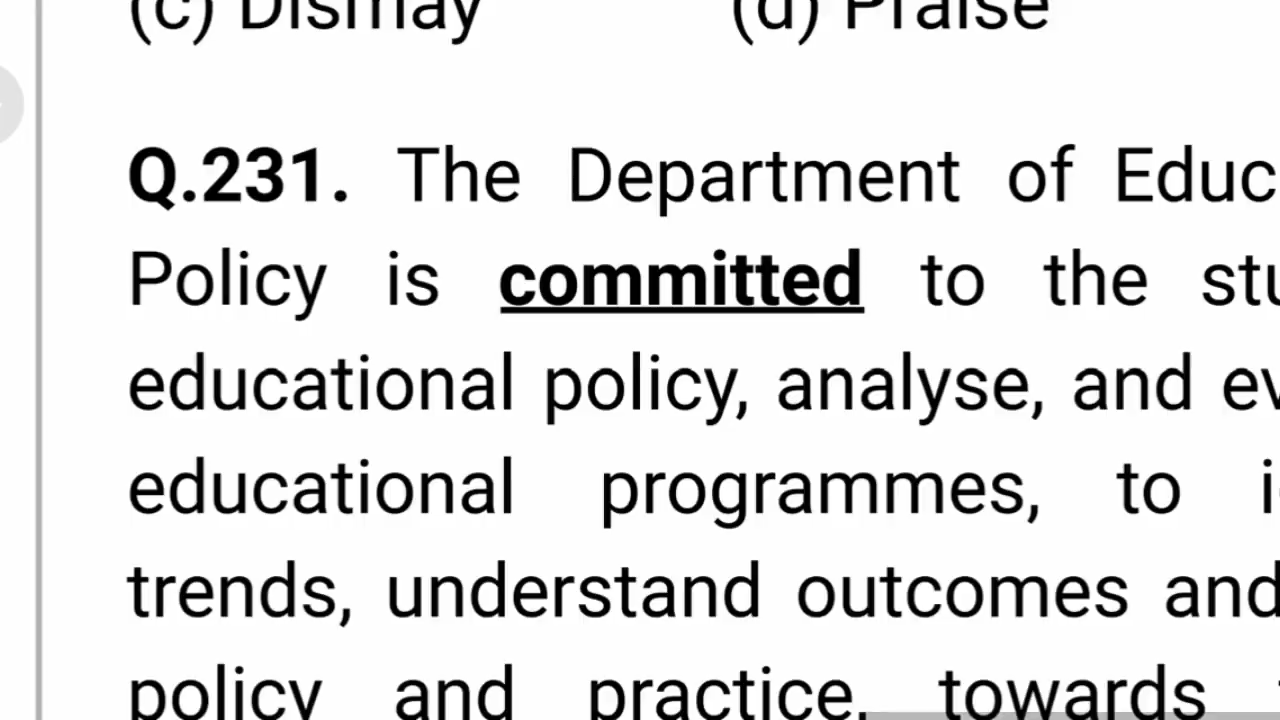 (c) Dismay (d) Praise
Q.231. The Department of Educ
Policy is committed to the stu
educational policy, analyse, and ev
educational programmes, to
trends, understand outcomes and
policy and practice, towards